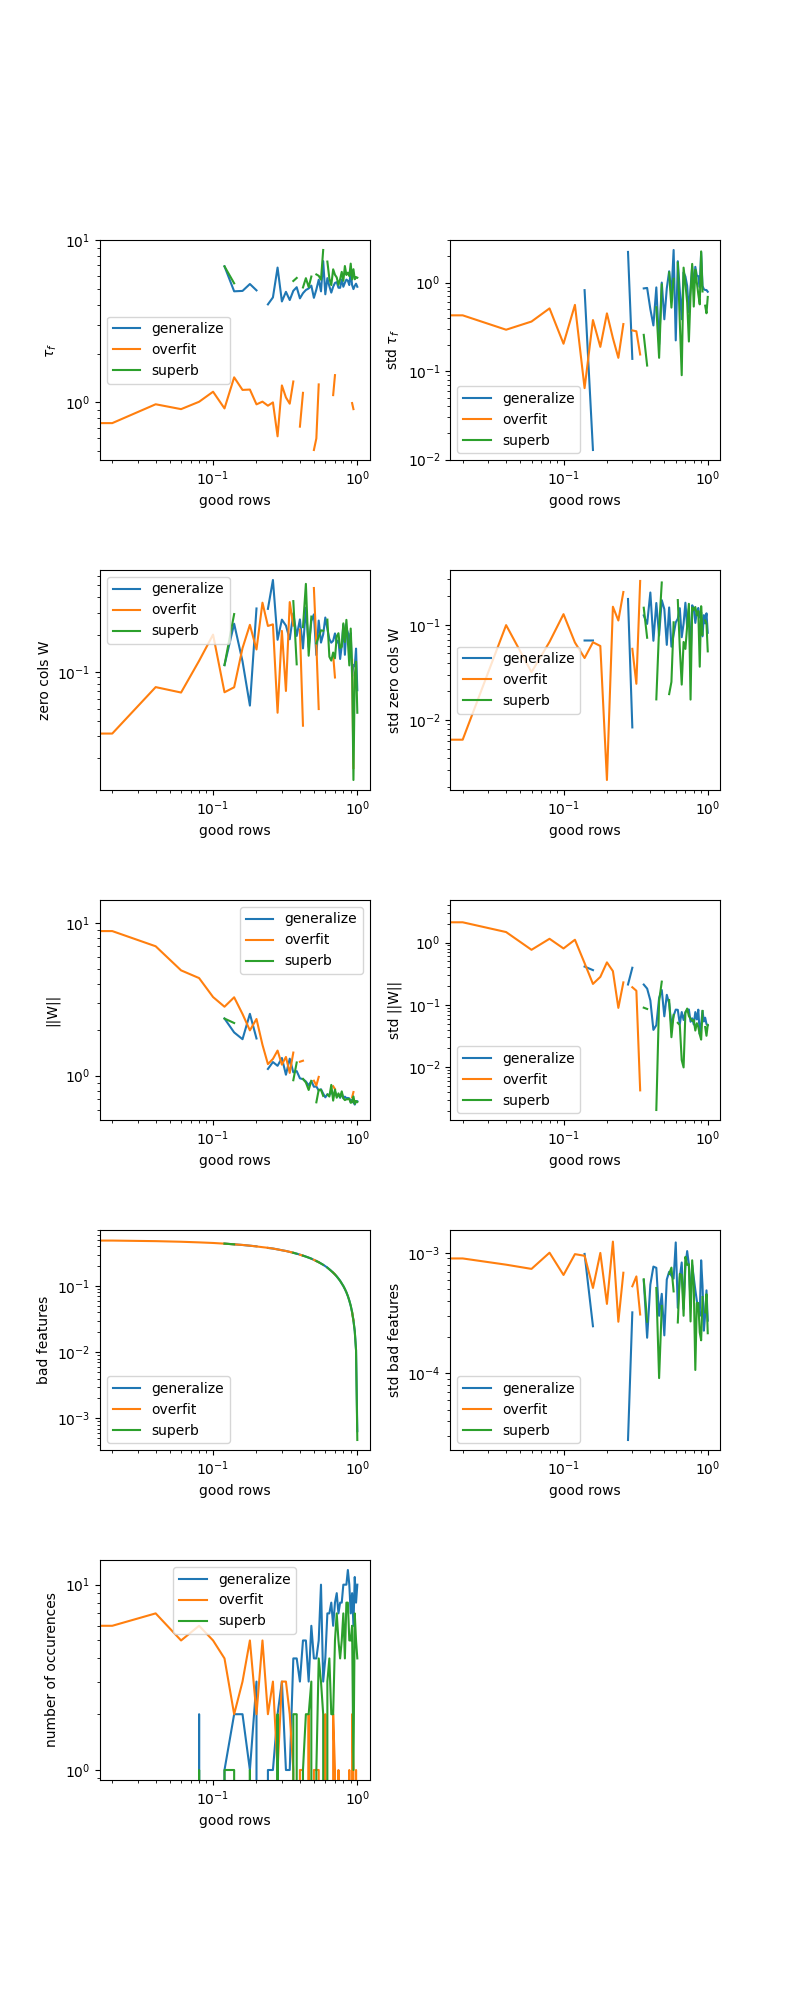 10¹
10⁰
τ_f
generalize
overfit
superb
10⁻¹ 10⁰
good rows
10⁰
10⁻¹
10⁻²
std τ_f
generalize
overfit
superb
10⁻¹ 10⁰
good rows
10⁻¹
zero cols W
generalize
overfit
superb
10⁻¹ 10⁰
good rows
10⁻¹
10⁻²
std zero cols W
generalize
overfit
superb
10⁻¹ 10⁰
good rows
10¹
10⁰
||W||
generalize
overfit
superb
10⁻¹ 10⁰
good rows
10⁰
10⁻¹
10⁻²
std ||W||
generalize
overfit
superb
10⁻¹ 10⁰
good rows
10⁻¹
10⁻²
10⁻³
bad features
generalize
overfit
superb
10⁻¹ 10⁰
good rows
10⁻³
10⁻⁴
std bad features
generalize
overfit
superb
10⁻¹ 10⁰
good rows
10¹
10⁰
number of occurences
generalize
overfit
superb
10⁻¹ 10⁰
good rows